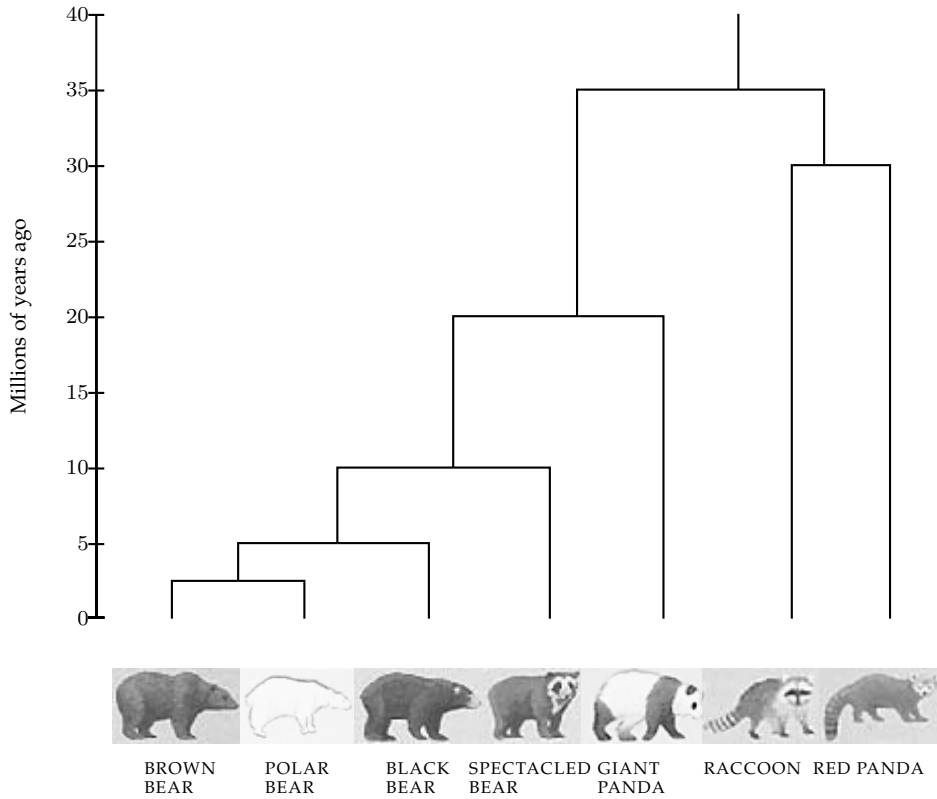 40
35
30
25
20
15
10
5
0
Millions of years ago
BROWN BEAR
POLAR BEAR
BLACK BEAR
SPECTACLED BEAR
GIANT PANDA
RACCOON
RED PANDA